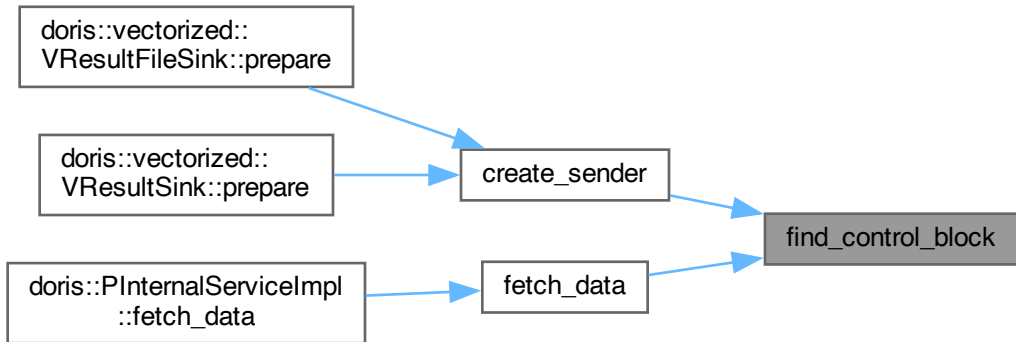 doris::vectorized::
VResultFileSink::prepare
doris::vectorized::
VResultSink::prepare
create_sender
find_control_block
doris::PInternalServiceImpl
::fetch_data
fetch_data